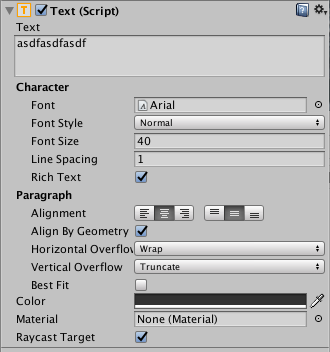 Text (Script)
Text
asdfasdfasdf
Character
Font Arial
Font Style Normal
Font Size 40
Line Spacing 1
Rich Text
Paragraph
Alignment
Align By Geometry
Horizontal Overflow Wrap
Vertical Overflow Truncate
Best Fit
Color
Material None (Material)
Raycast Target